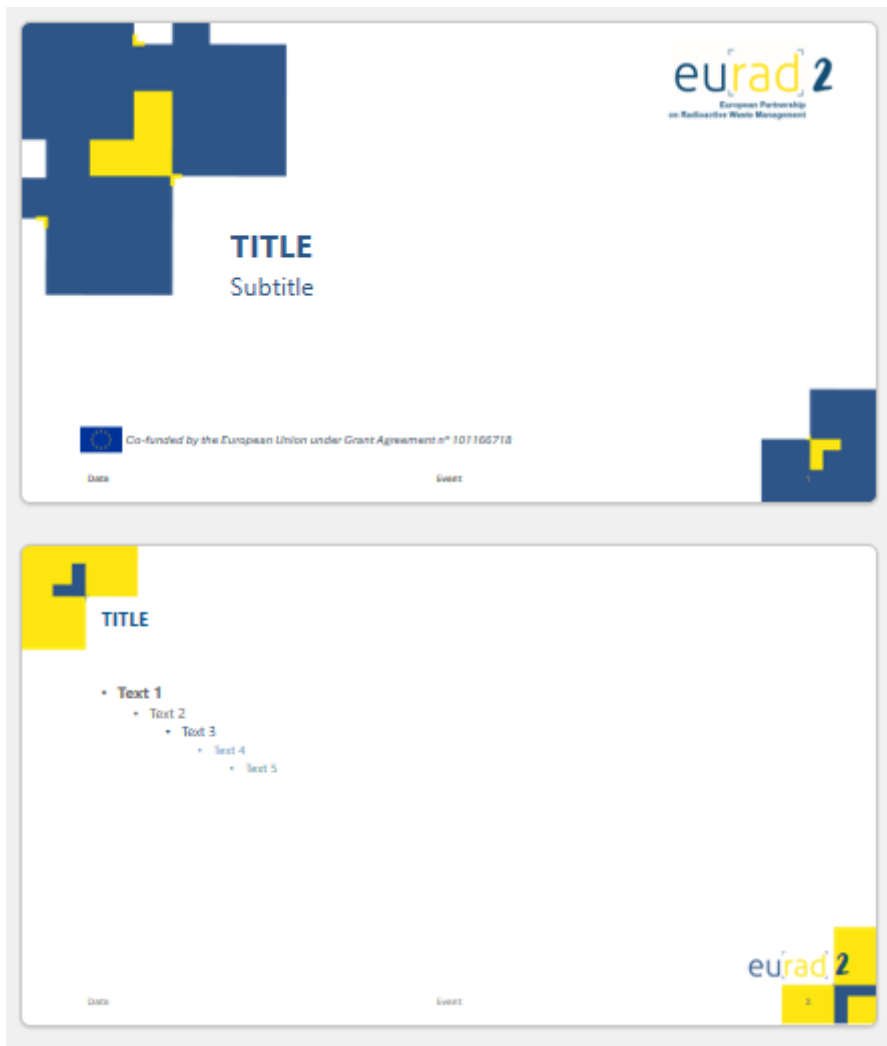 eurad 2
European Partnership
on Radioactive Waste Management
TITLE
Subtitle
Co-funded by the European Union under Grant Agreement n° 101166718
Date
Event
1
TITLE
• Text 1
• Text 2
• Text 3
• Text 4
• Text 5
eurad 2
Date
Event
2